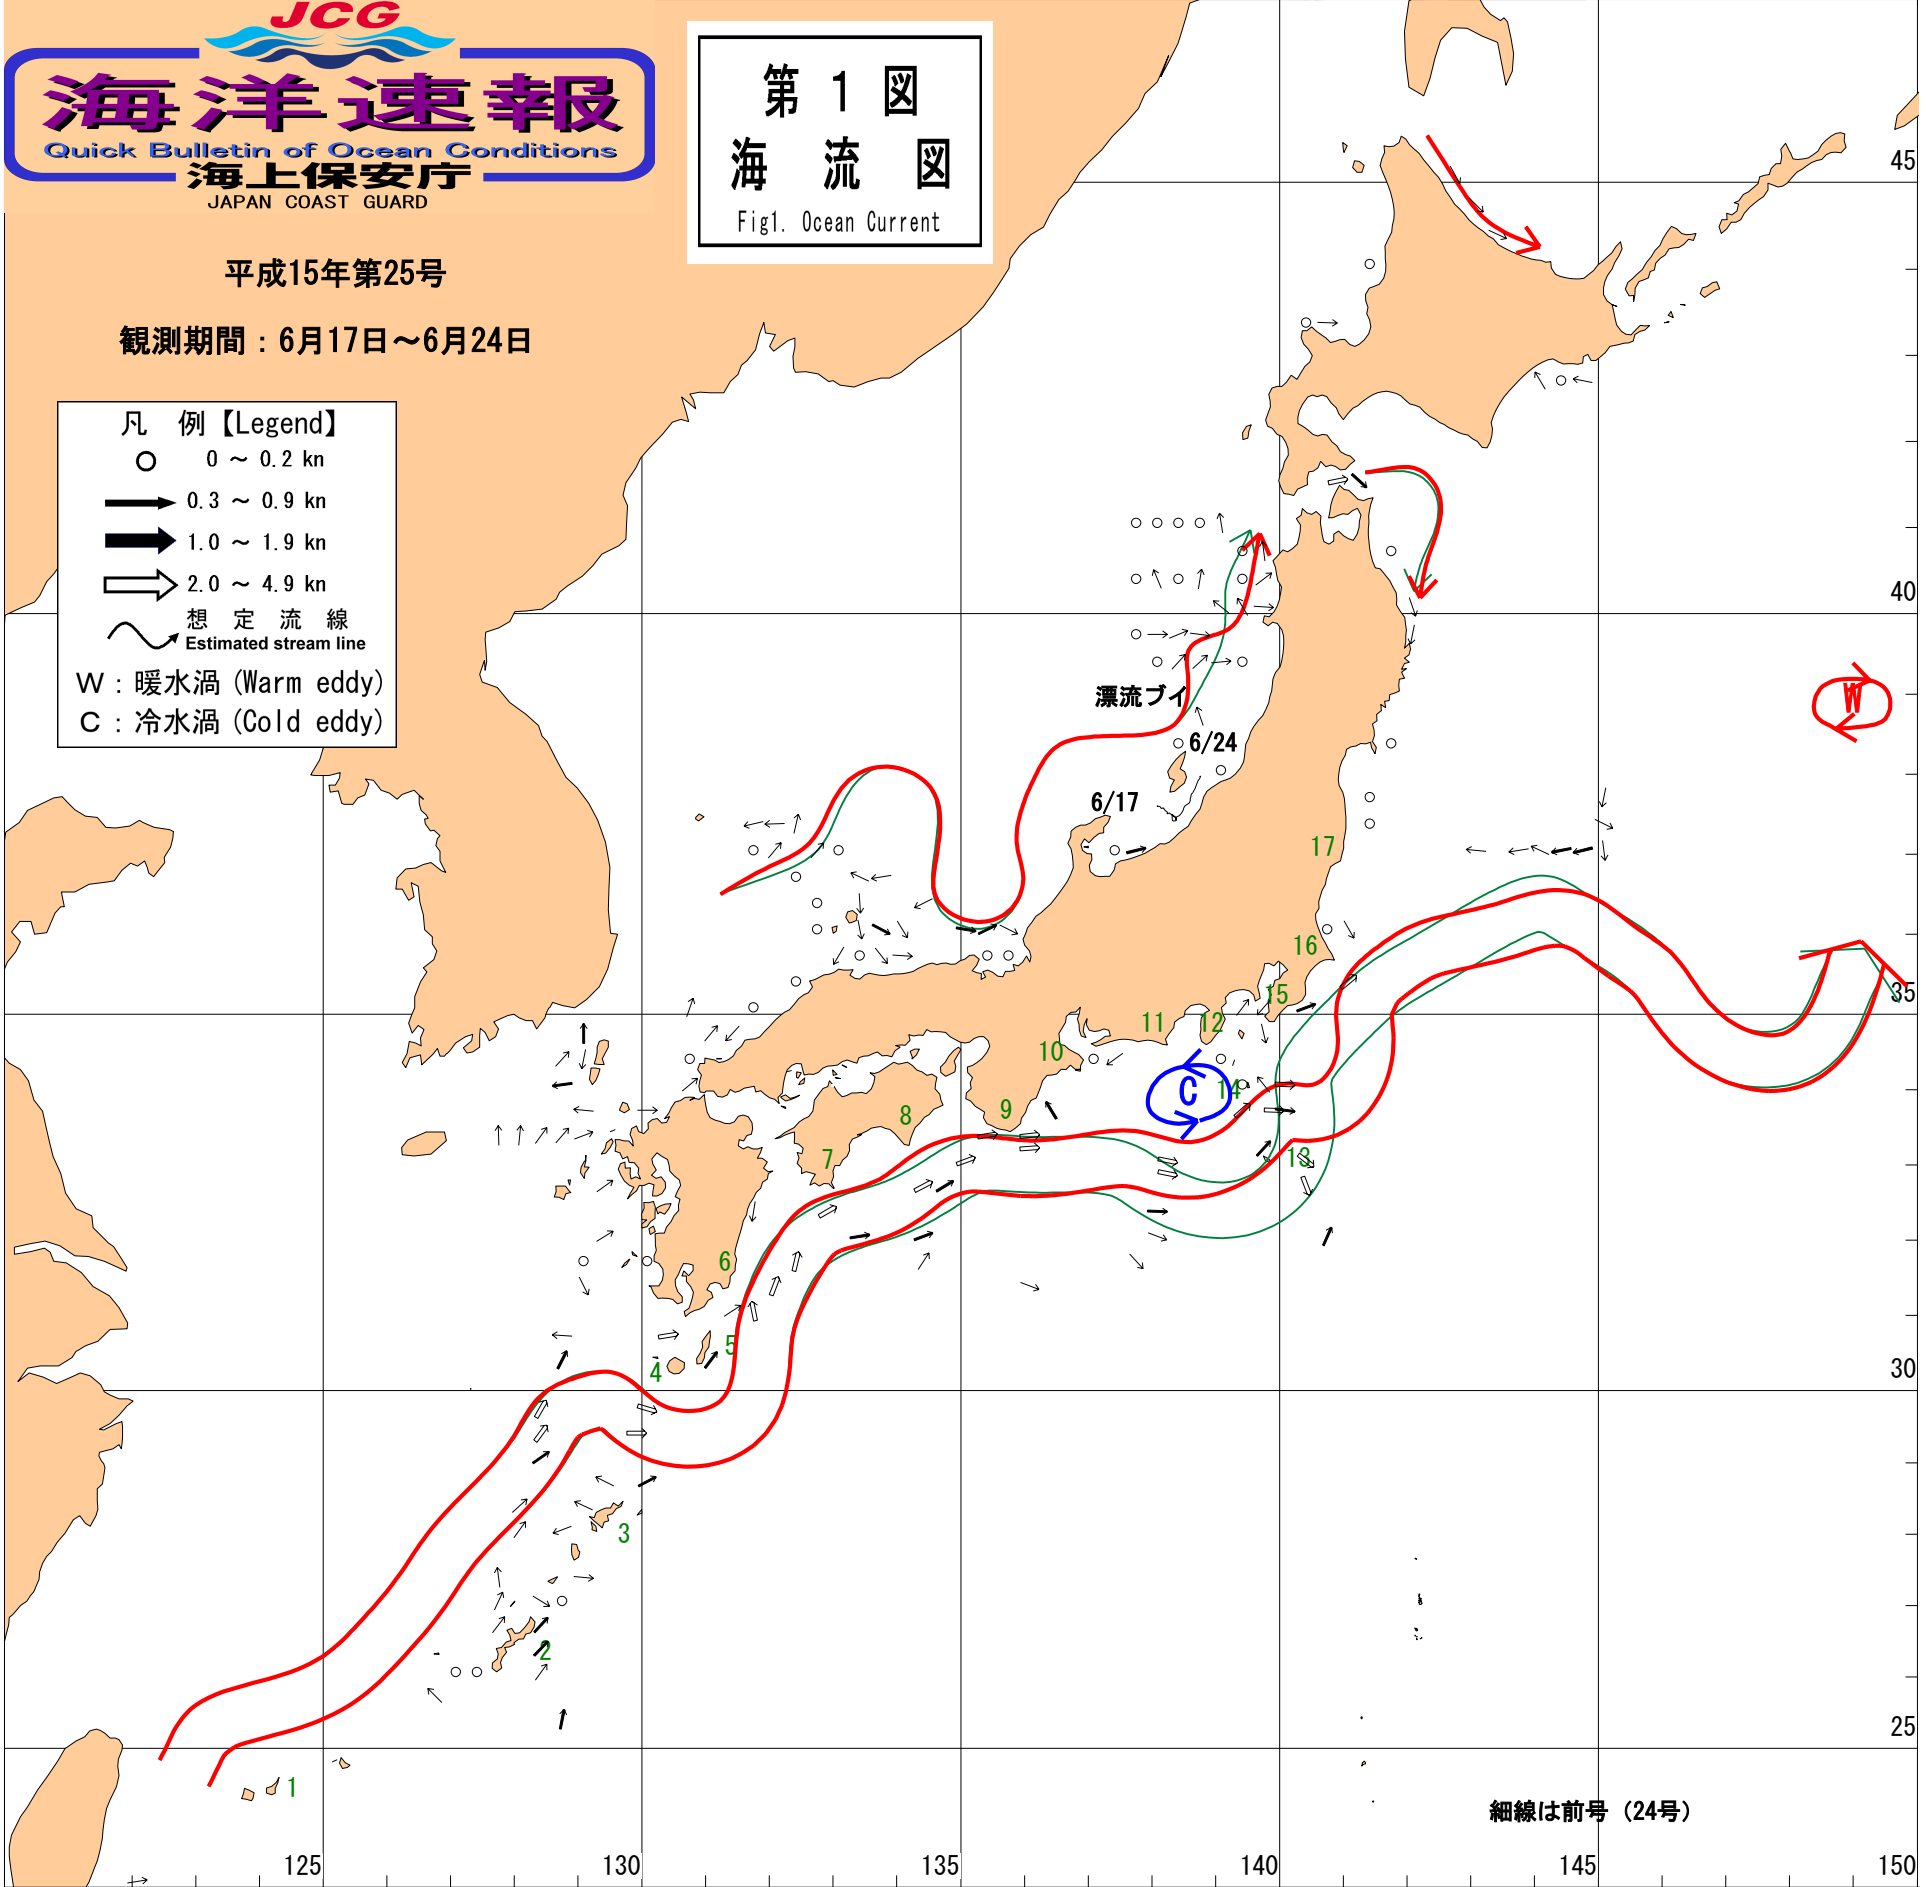 JCG
海洋速報
Quick Bulletin of Ocean Conditions
海上保安庁
JAPAN COAST GUARD
第 1 図
海 流 図
Fig1. Ocean Current
平成15年第25号
観測期間：6月17日～6月24日
凡 例【Legend】
0 ～ 0.2 kn
0.3 ～ 0.9 kn
1.0 ～ 1.9 kn
2.0 ～ 4.9 kn
想 定 流 線
Estimated stream line
W：暖水渦(Warm eddy)
C：冷水渦(Cold eddy)
45
40
漂流ブイ
W
6/24
6/17
17
16
35
15
12
11
10
14
C
9
8
7
13
6
5
4
30
3
2
25
1
細線は前号（24号）
125
130
135
140
145
150